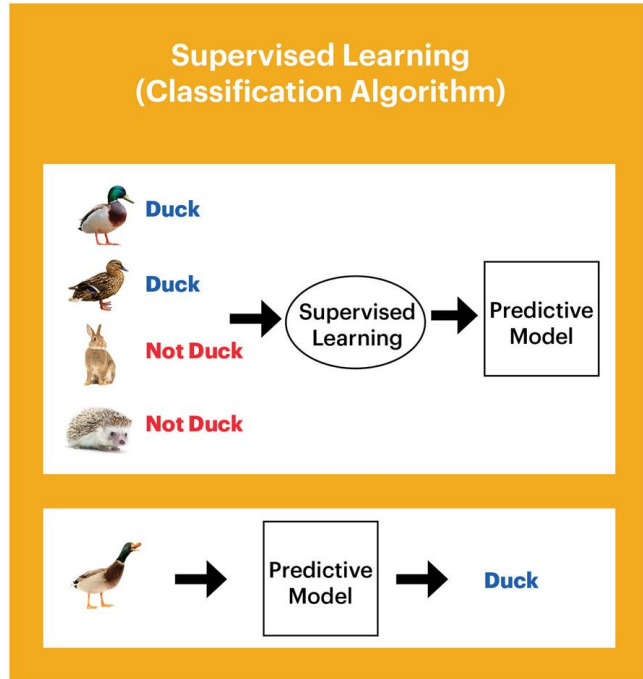 Supervised Learning
(Classification Algorithm)
Duck
Duck
Not Duck
Not Duck
Supervised
Learning
Predictive
Model
Predictive
Model
Duck